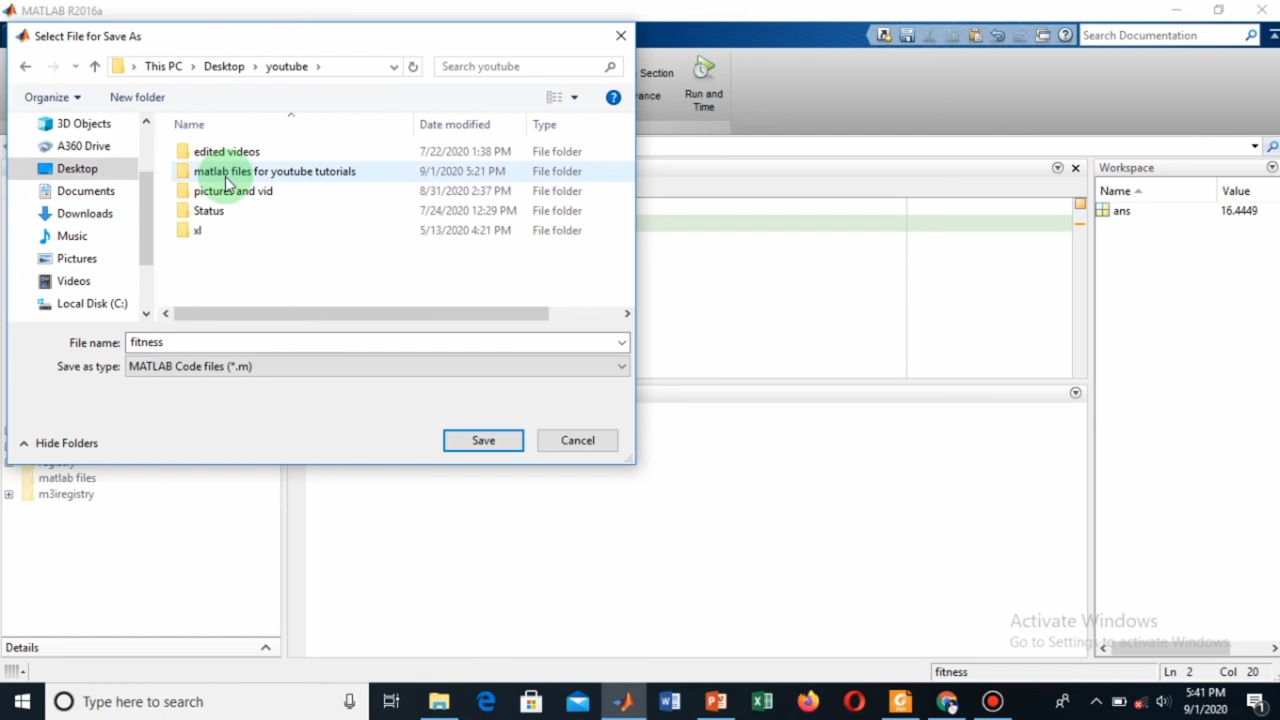 MATLAB R2016a
Select File for Save As
Search Documentation
This PC > Desktop > youtube >
Search youtube
Organize
New folder
Section
Run and
Time
3D Objects
A360 Drive
Desktop
Documents
Downloads
Music
Pictures
Videos
Local Disk (C:)
Name Date modified Type
edited videos 7/22/2020 1:38 PM File folder
matlab files for youtube tutorials 9/1/2020 5:21 PM File folder
pictures and vid 8/31/2020 2:37 PM File folder
Status 7/24/2020 12:29 PM File folder
xl 5/13/2020 4:21 PM File folder
File name: fitness
Save as type: MATLAB Code files (*.m)
Hide Folders
Save
Cancel
Workspace
Name Value
ans 16.4449
matlab files
m3iregistry
Details
Activate Windows
Go to Settings to activate Windows.
fitness
Ln 2 Col 20
Type here to search
5:41 PM
9/1/2020